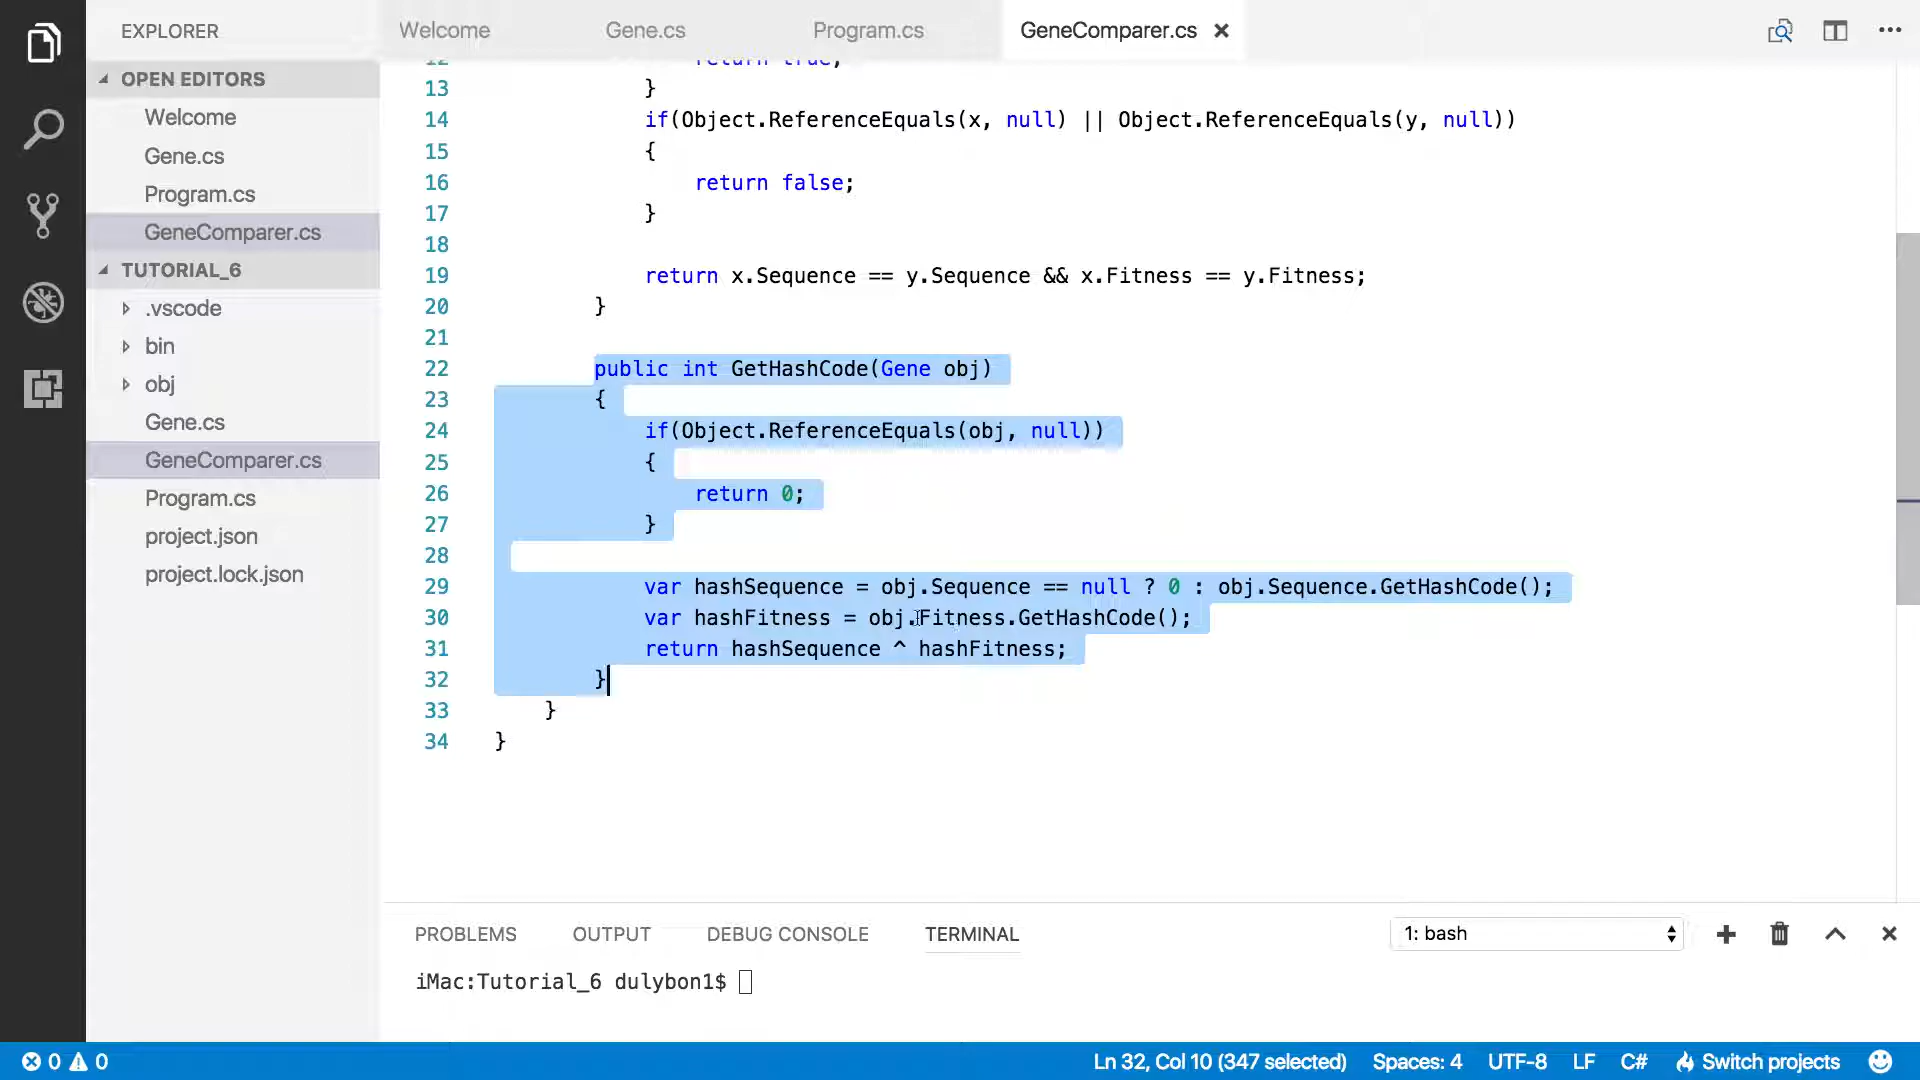 EXPLORER
Welcome
Gene.cs
Program.cs
GeneComparer.cs
OPEN EDITORS
Welcome
Gene.cs
Program.cs
GeneComparer.cs
TUTORIAL_6
.vscode
bin
obj
Gene.cs
GeneComparer.cs
Program.cs
project.json
project.lock.json
12 return true;
13 }
14 if(Object.ReferenceEquals(x, null) || Object.ReferenceEquals(y, null))
15 {
16 return false;
17 }
18
19 return x.Sequence == y.Sequence && x.Fitness == y.Fitness;
20 }
21
22 public int GetHashCode(Gene obj)
23 {
24 if(Object.ReferenceEquals(obj, null))
25 {
26 return 0;
27 }
28
29 var hashSequence = obj.Sequence == null ? 0 : obj.Sequence.GetHashCode();
30 var hashFitness = obj.Fitness.GetHashCode();
31 return hashSequence ^ hashFitness;
32 }
33 }
34 }
PROBLEMS OUTPUT DEBUG CONSOLE TERMINAL
1: bash
iMac:Tutorial_6 dulybon1$
0 0
Ln 32, Col 10 (347 selected) Spaces: 4 UTF-8 LF C# Switch projects